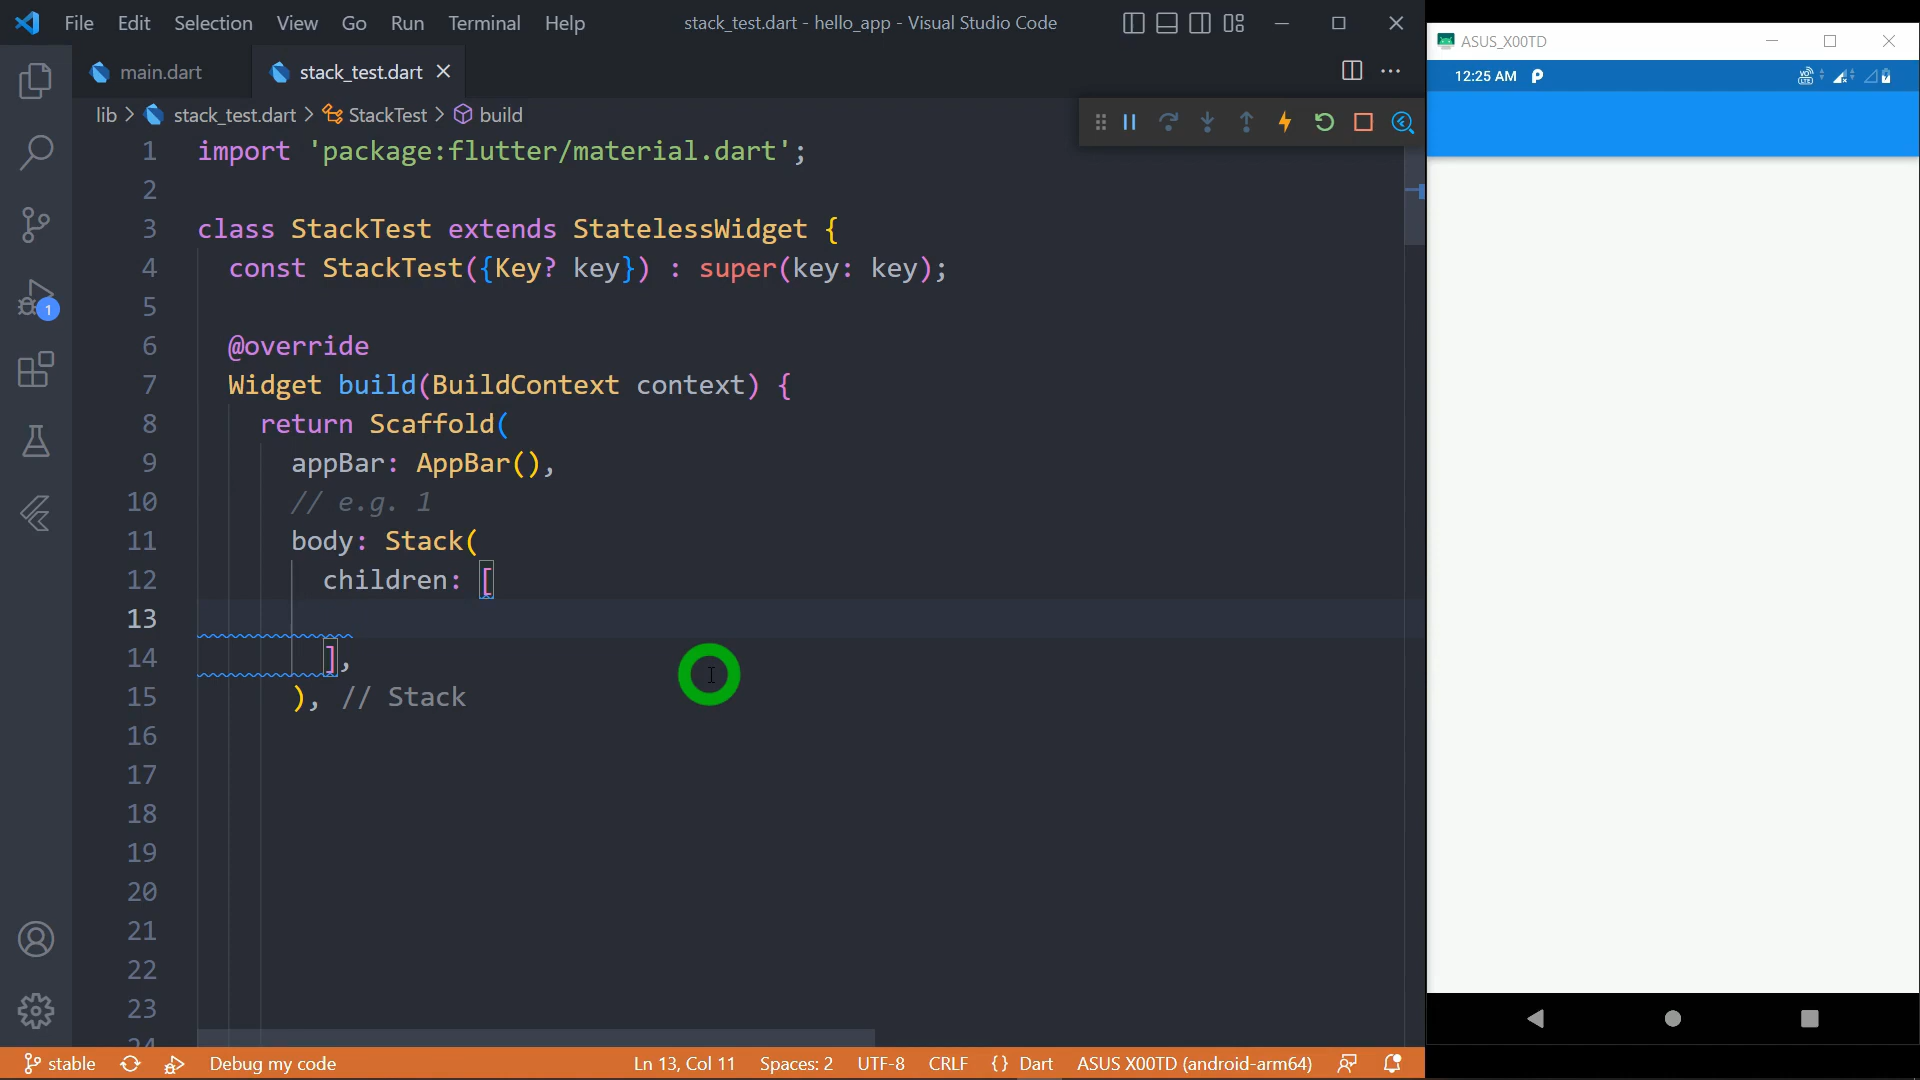 File Edit Selection View Go Run Terminal Help
stack_test.dart - hello_app - Visual Studio Code
main.dart
stack_test.dart
lib > stack_test.dart > StackTest > build
1 import 'package:flutter/material.dart';
2
3 class StackTest extends StatelessWidget {
4 const StackTest({Key? key}) : super(key: key);
5
6 @override
7 Widget build(BuildContext context) {
8 return Scaffold(
9 appBar: AppBar(),
10 // e.g. 1
11 body: Stack(
12 children: [
13
14 ],
15 ), // Stack
16
17
18
19
20
21
22
23
24
1
stable
Debug my code
Ln 13, Col 11
Spaces: 2
UTF-8
CRLF
{} Dart
ASUS X00TD (android-arm64)
ASUS_X00TD
12:25 AM
VO
LTE